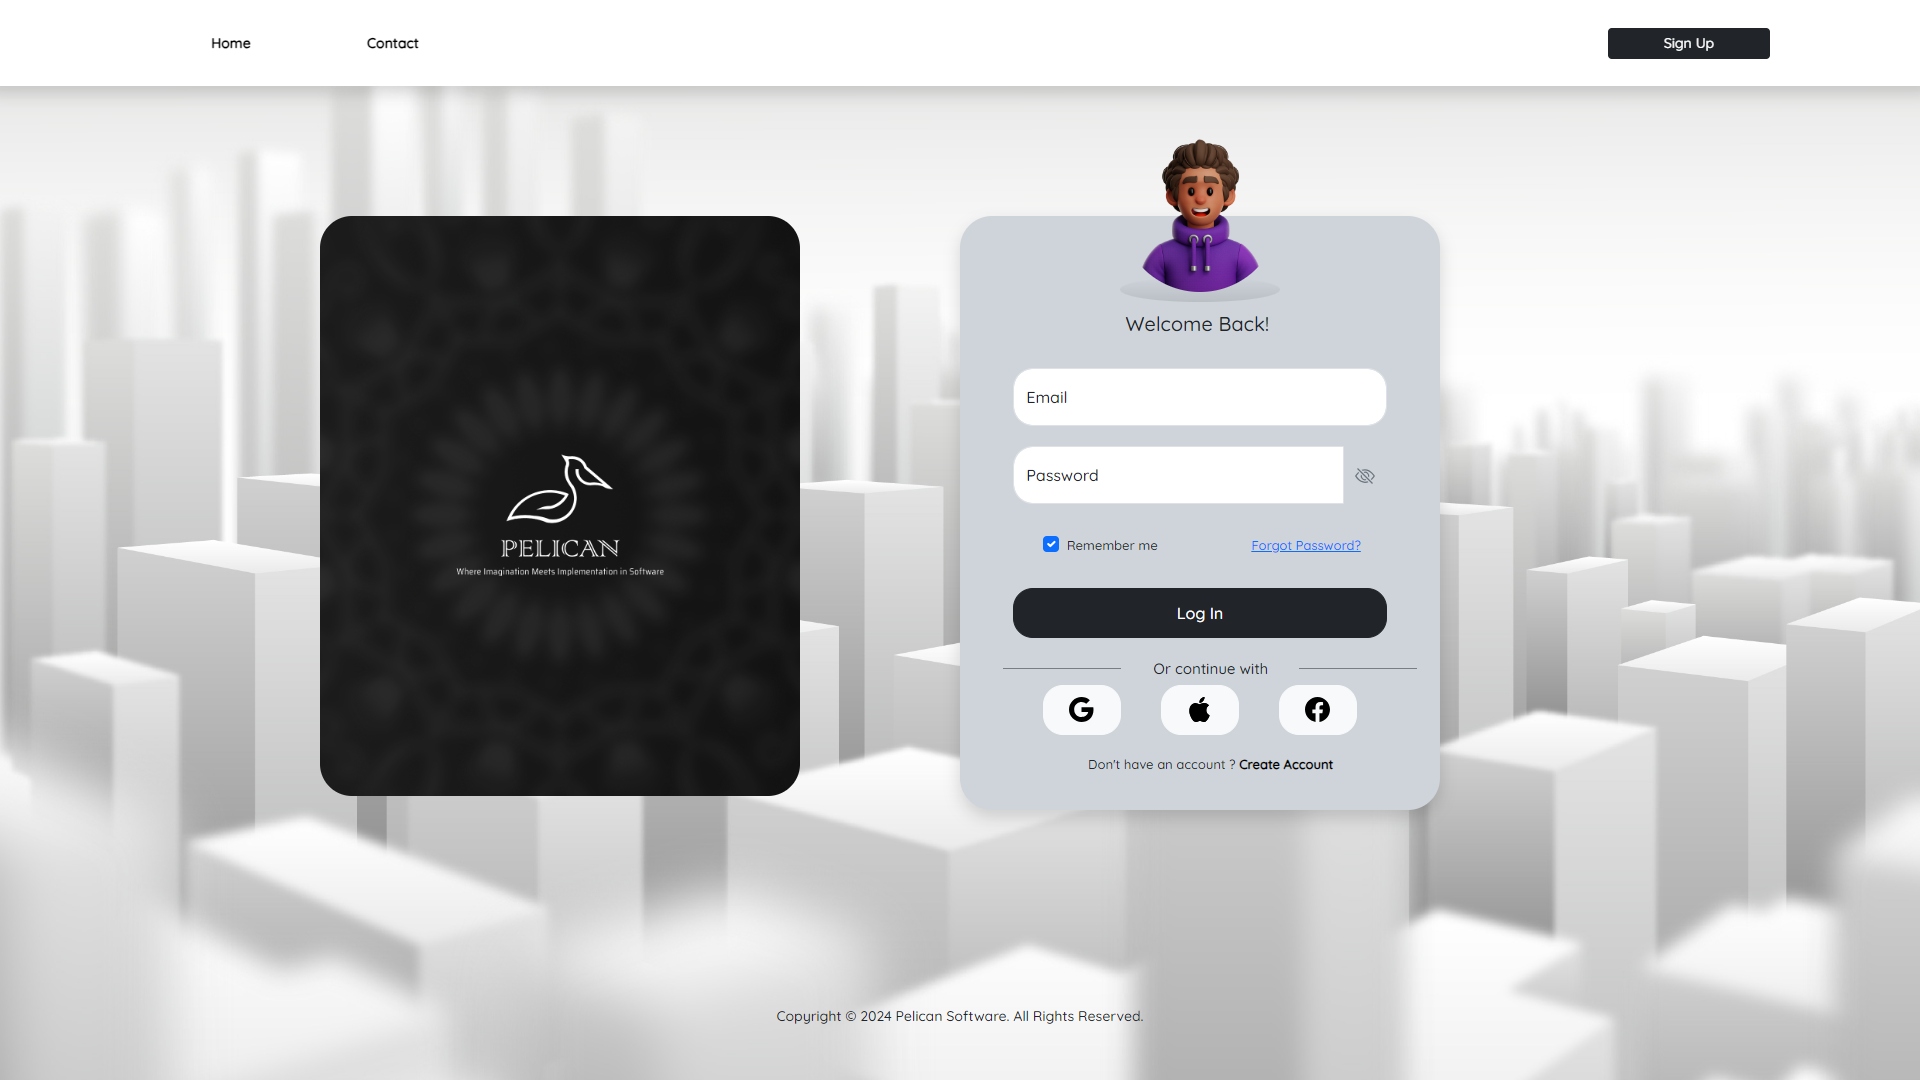 Home
Contact
Sign Up
PELICAN
Where Imagination Meets Implementation in Software
Welcome Back!
Email
Password
Remember me
Forgot Password?
Log In
Or continue with
Don't have an account ? Create Account
Copyright © 2024 Pelican Software. All Rights Reserved.